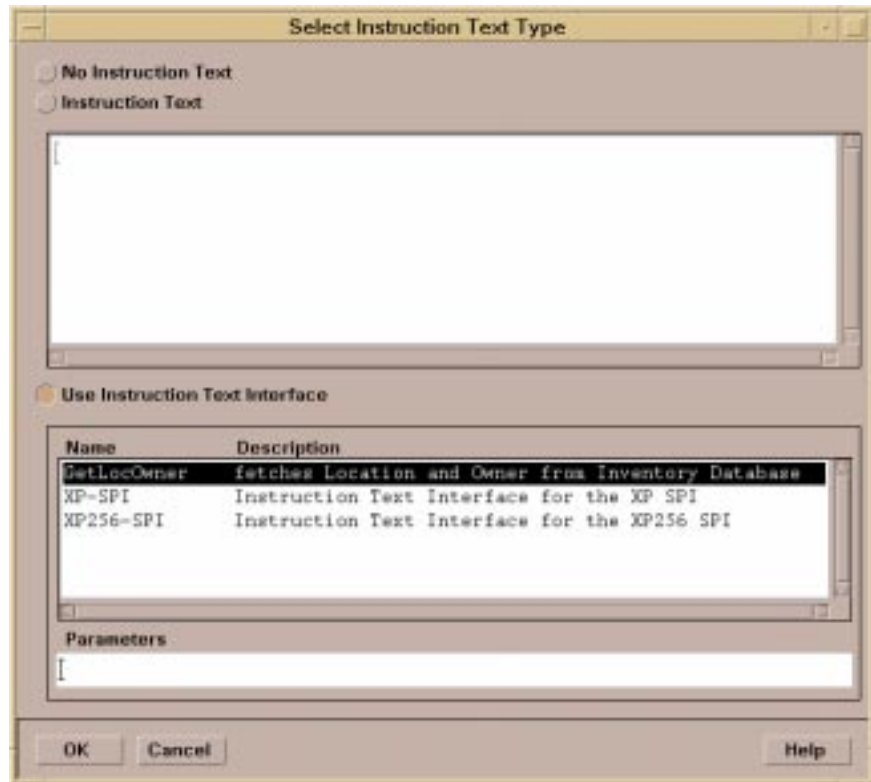 Select Instruction Text Type
No Instruction Text
Instruction Text
Use Instruction Text Interface
Name Description
GetLocOwner fetches Location and Owner from Inventory Database
XP-SPI Instruction Text Interface for the XP SPI
XP256-SPI Instruction Text Interface for the XP256 SPI
Parameters
OK Cancel Help